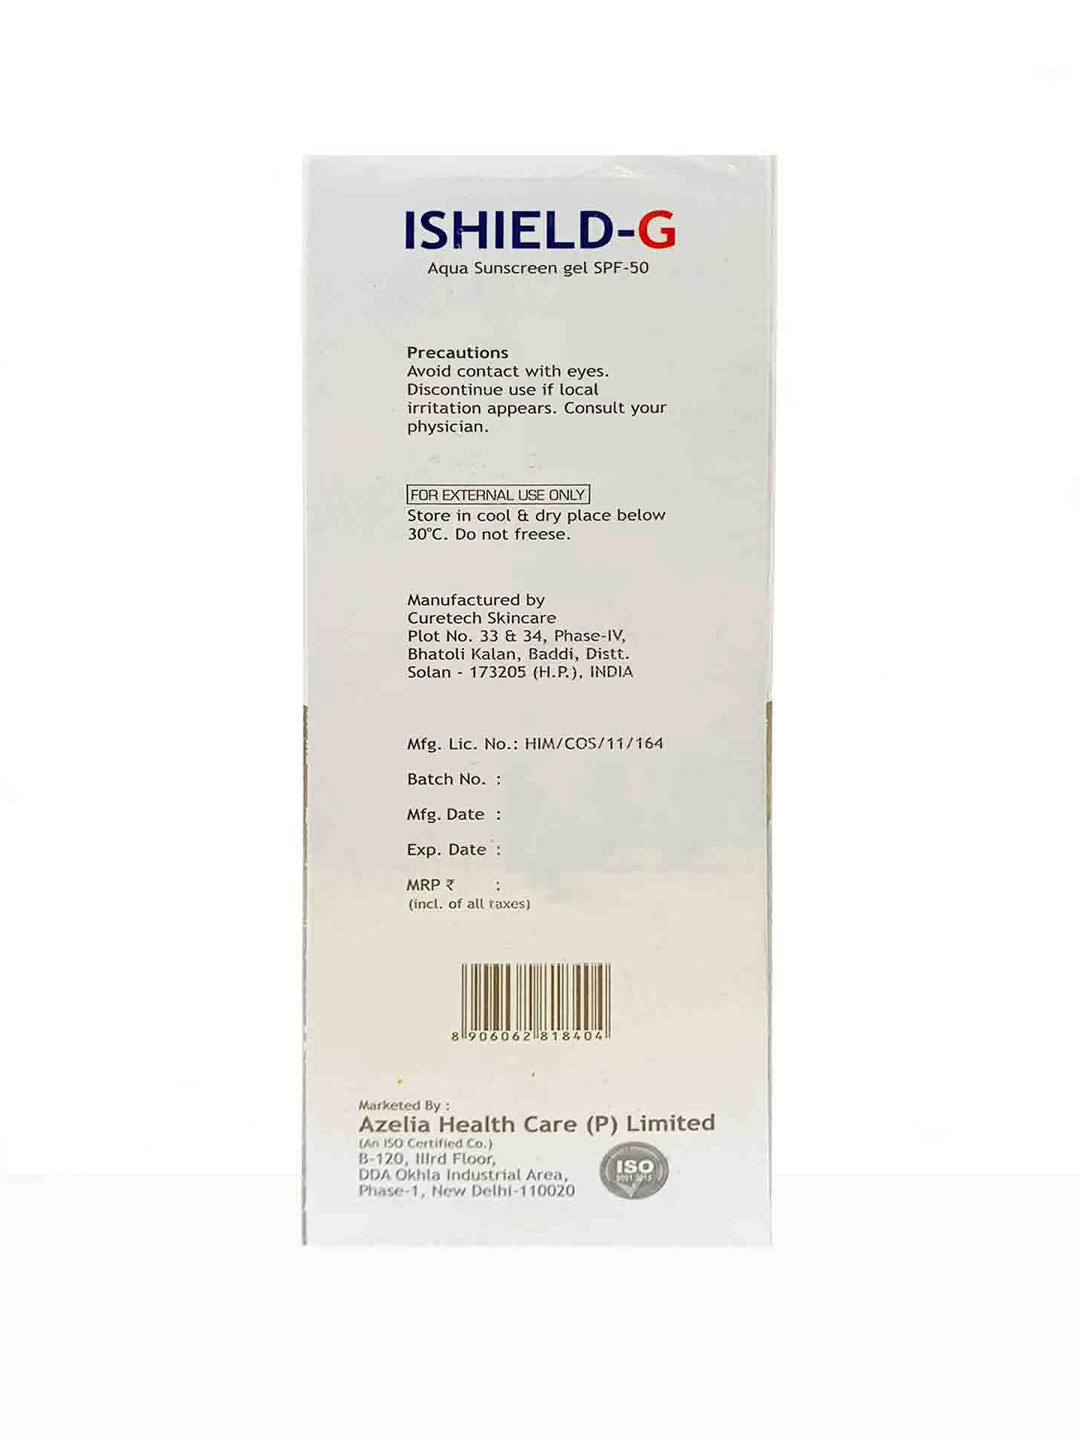 ISHIELD-G
Aqua Sunscreen gel SPF-50
Precautions
Avoid contact with eyes.
Discontinue use if local
irritation appears. Consult your
physician.
FOR EXTERNAL USE ONLY
Store in cool & dry place below
30°C. Do not freese.
Manufactured by
Curetech Skincare
Plot No. 33 & 34, Phase-IV,
Bhatoli Kalan, Baddi, Distt.
Solan - 173205 (H.P.), INDIA
Mfg. Lic. No.: HIM/COS/11/164
Batch No. :
Mfg. Date :
Exp. Date :
MRP ₹ :
(incl. of all taxes)
8 906062 818404
Marketed By :
Azelia Health Care (P) Limited
(An ISO Certified Co.)
B-120, IIIrd Floor,
DDA Okhla Industrial Area,
Phase-1, New Delhi-110020
ISO